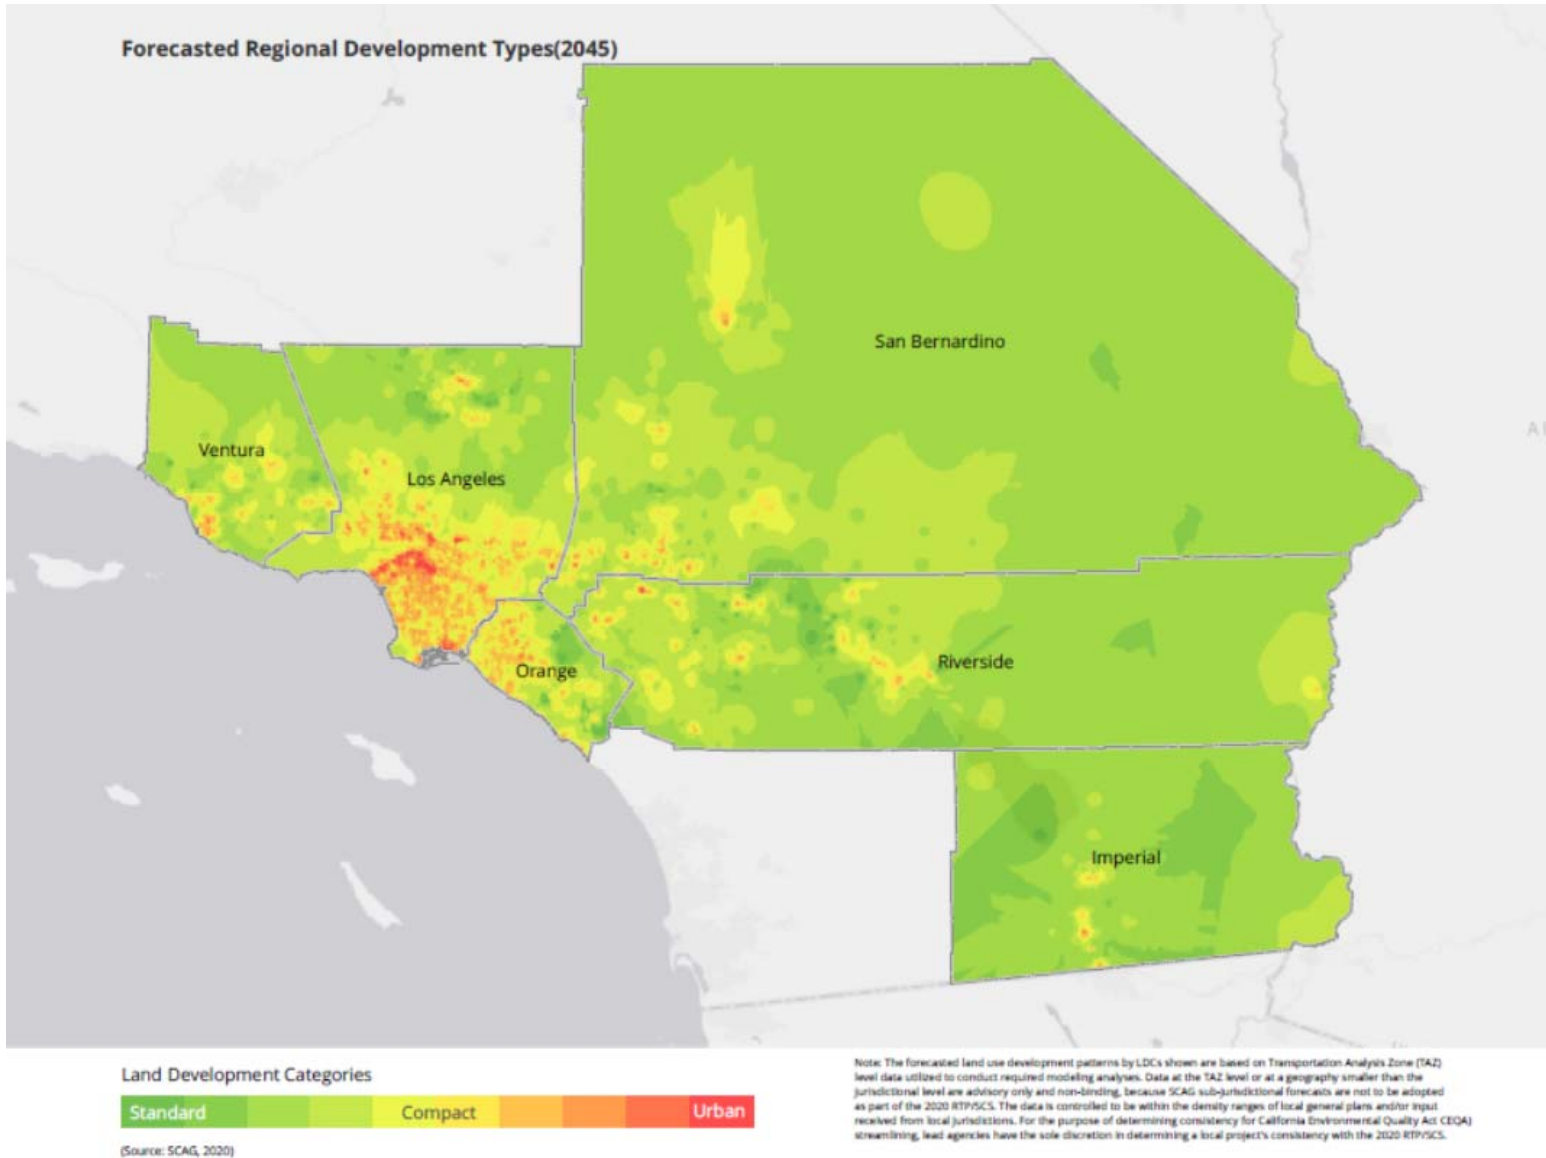 Forecasted Regional Development Types(2045)
San Bernardino
Ventura
Los Angeles
Orange
Riverside
Imperial
Land Development Categories
Standard Compact Urban
(Source: SCAG, 2020)
Note: The forecasted land use development patterns by LDCs shown are based on Transportation Analysis Zone (TAZ)
level data utilized to conduct required modeling analyses. Data at the TAZ level or at a geography smaller than the
jurisdictional level are advisory only and non-binding, because SCAG sub-jurisdictional forecasts are not to be adopted
as part of the 2020 RTP/SCS. The data is controlled to be within the density ranges of local general plans and/or input
received from local jurisdictions. For the purpose of determining consistency for California Environmental Quality Act CEQA)
streamlining, lead agencies have the sole discretion in determining a local project's consistency with the 2020 RTP/SCS.